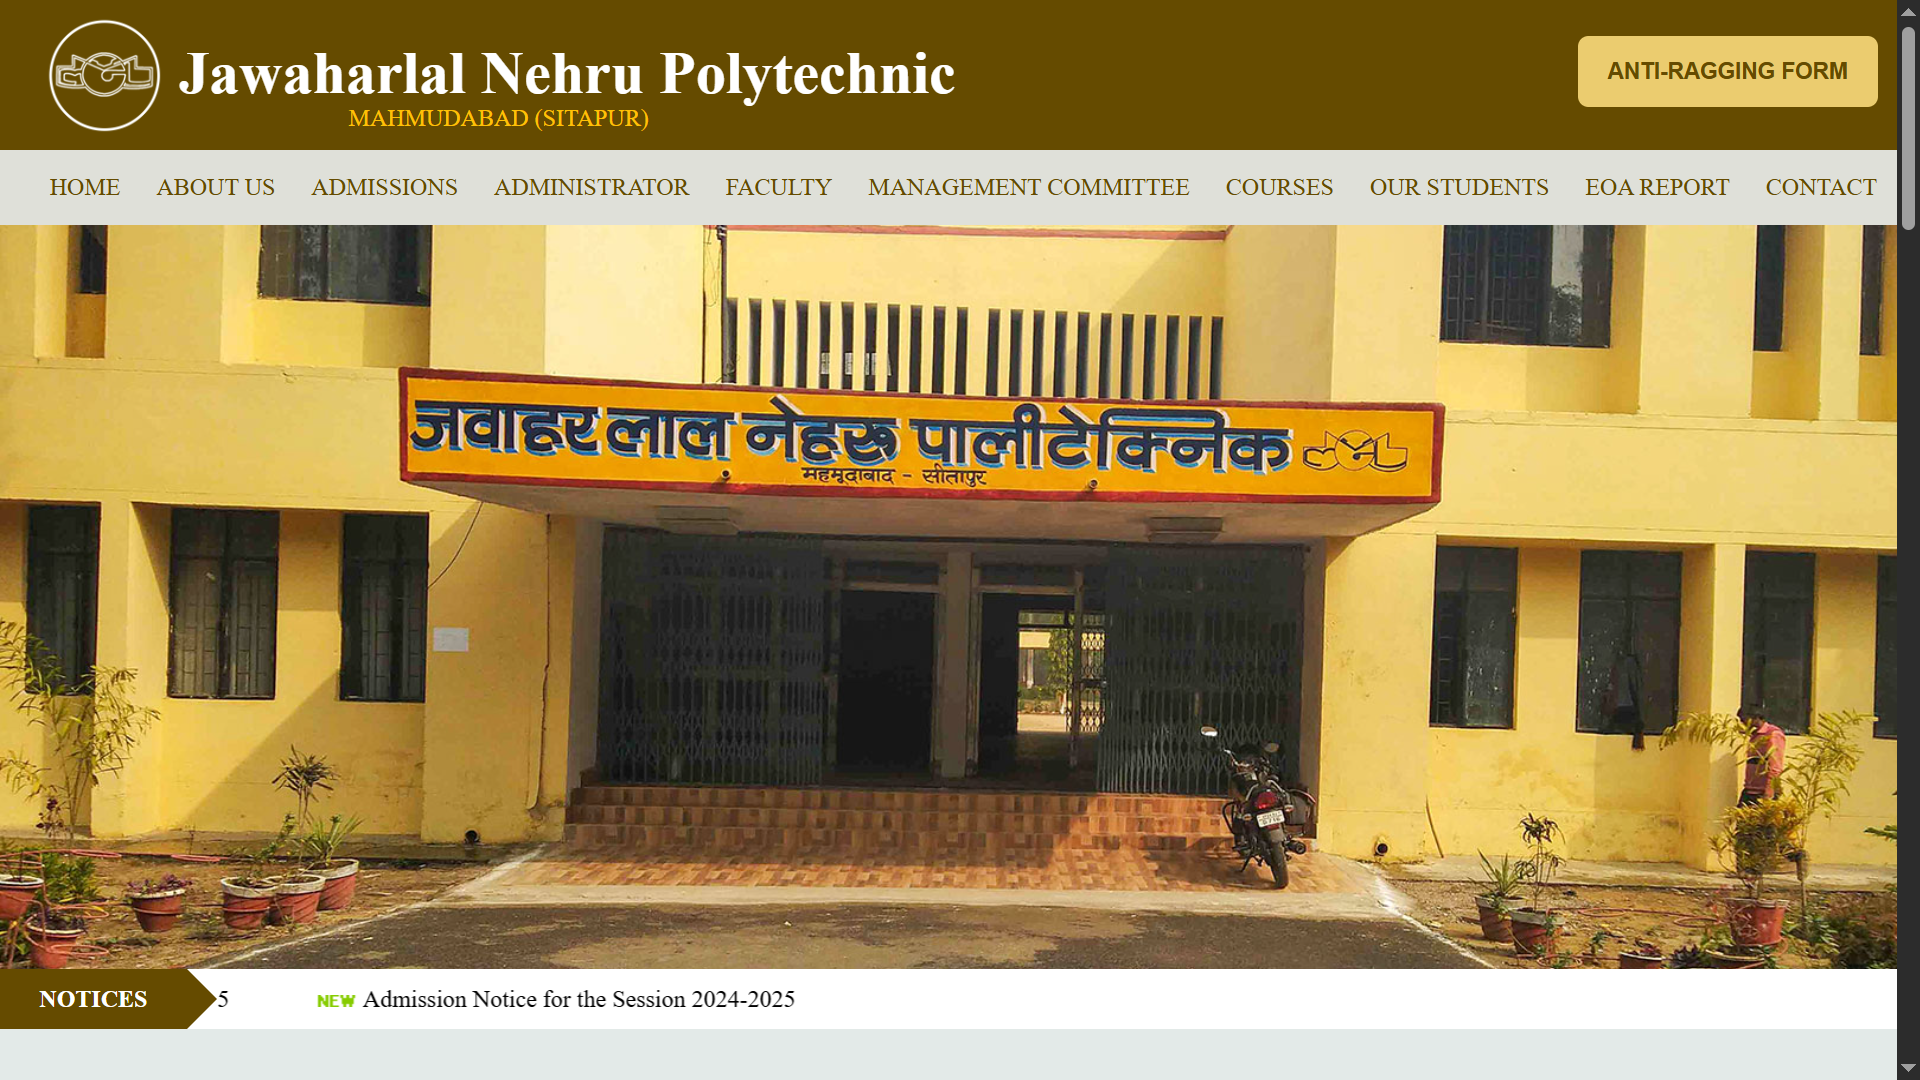 Jawaharlal Nehru Polytechnic
MAHMUDABAD (SITAPUR)
ANTI-RAGGING FORM
HOME ABOUT US ADMISSIONS ADMINISTRATOR FACULTY MANAGEMENT COMMITTEE COURSES OUR STUDENTS EOA REPORT CONTACT
जवाहर लाल नेहरू पालीटेक्निक
महमूदाबाद - सीतापुर
NOTICES 5 NEW Admission Notice for the Session 2024-2025